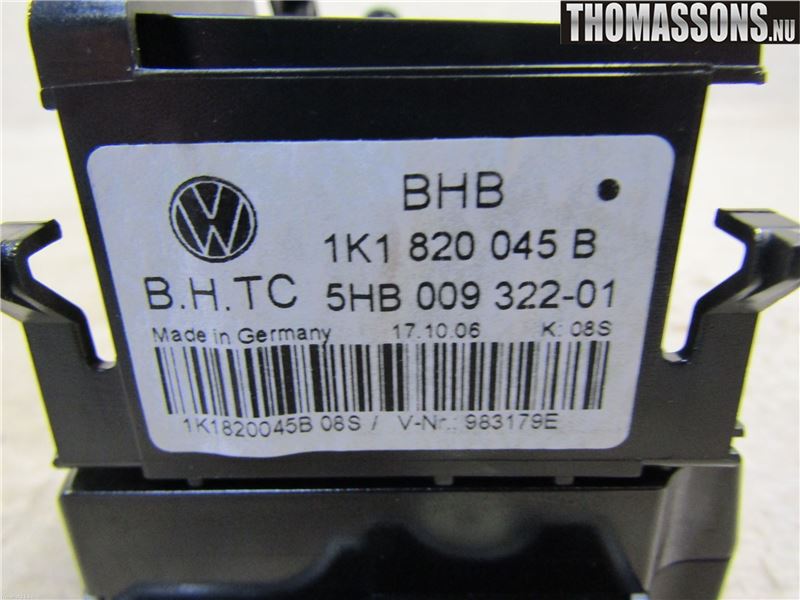 THOMASSONS.NU
BHB
1K1 820 045 B
B.H.TC 5HB 009 322-01
Made in Germany 17.10.06 K: 08S
1K1820045B 08S / V-Nr.: 983179E